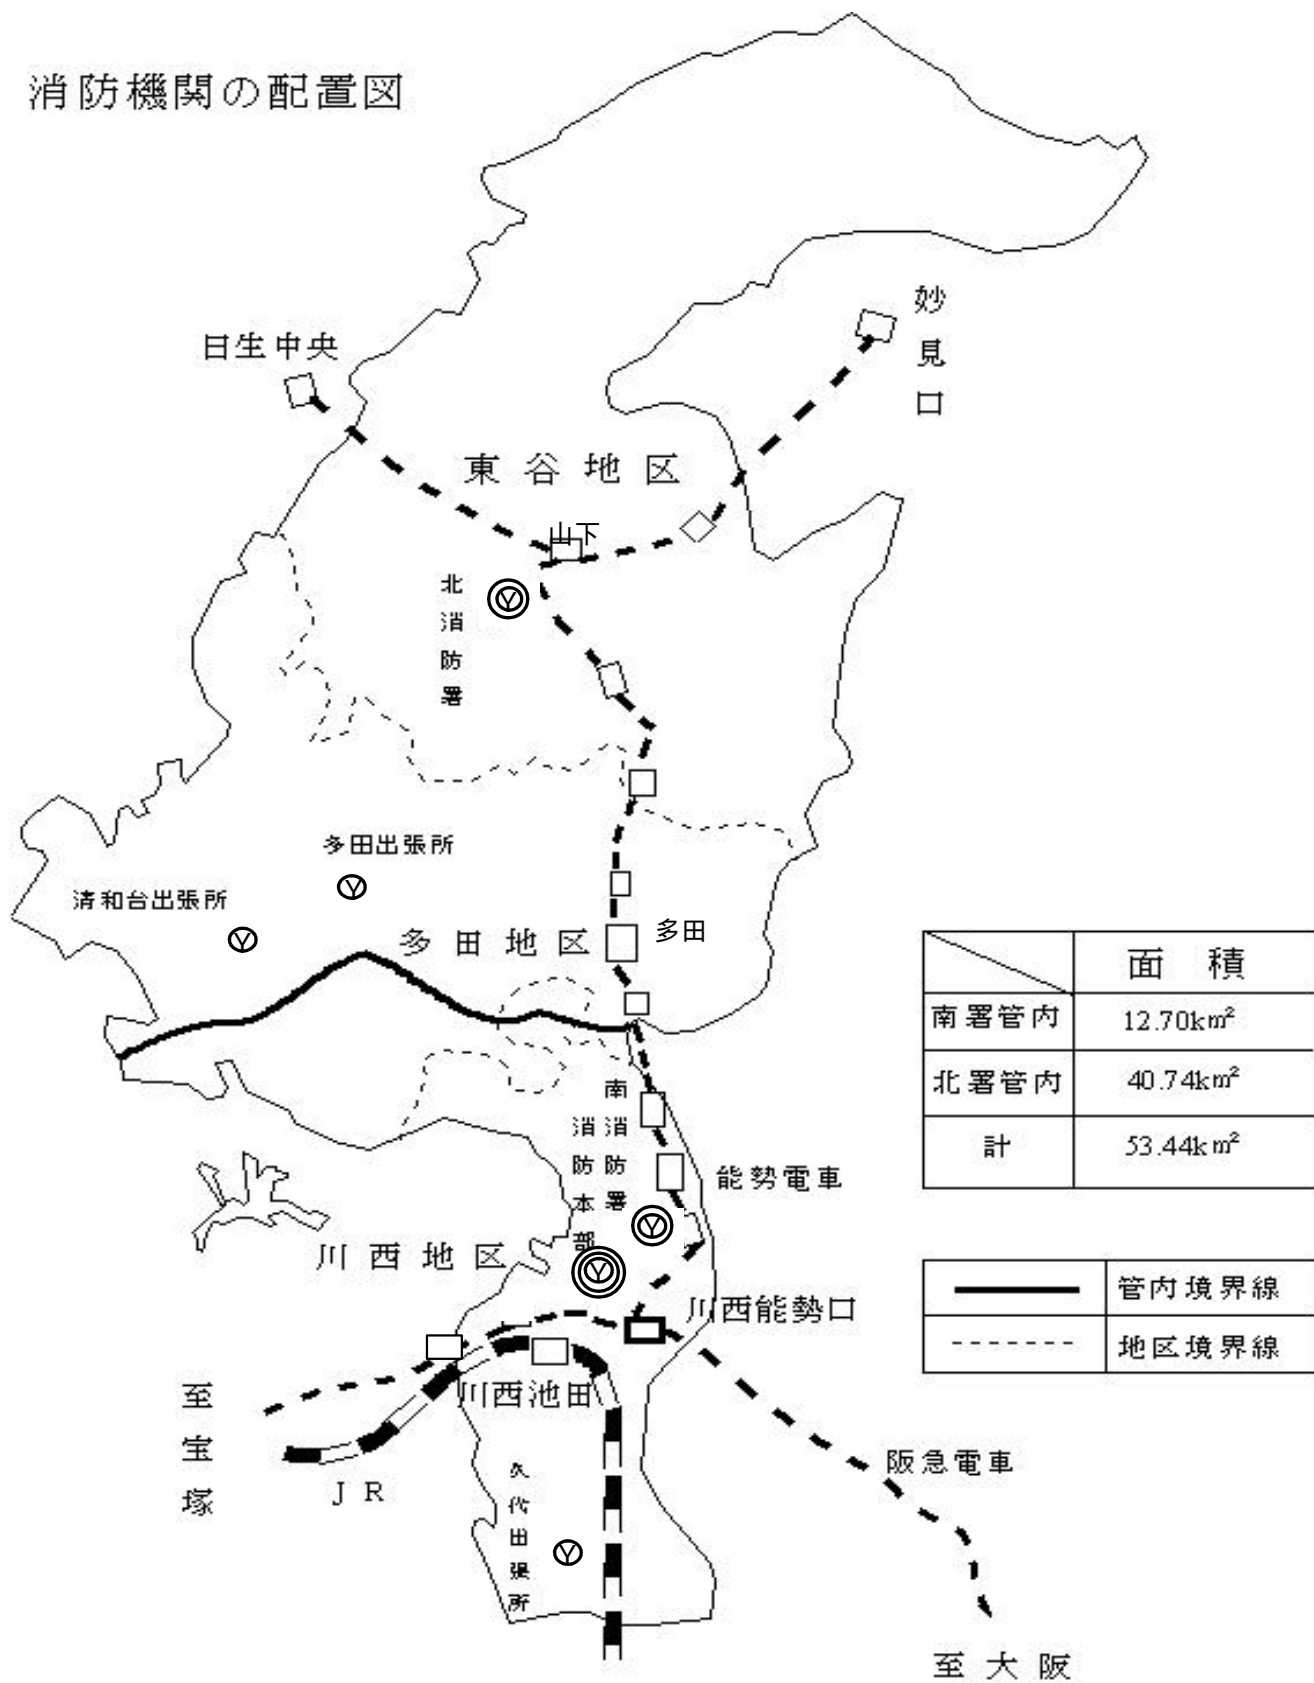 消防機関の配置図
妙見口
日生中央
東谷地区
山下
北消防署
多田出張所
清和台出張所
多田地区
多田
面 積
南署管内 12.70k㎡
北署管内 40.74k㎡
計 53.44k㎡
南消防署
消防本部
能勢電車
川西地区
管内境界線
川西能勢口
地区境界線
川西池田
至宝塚
阪急電車
JR
久代田張所
至大阪